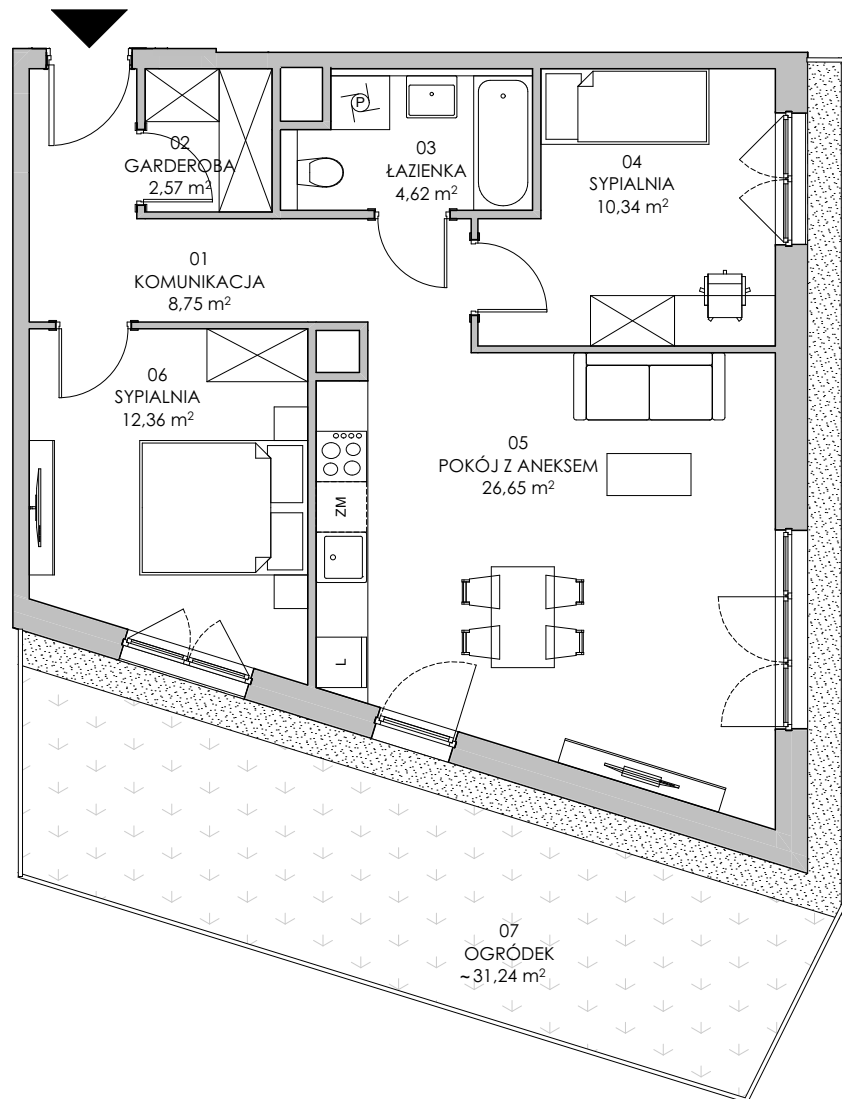 P
02
GARDEROBA
2,57 m²
03
ŁAZIENKA
4,62 m²
04
SYPIALNIA
10,34 m²
01
KOMUNIKACJA
8,75 m²
06
SYPIALNIA
12,36 m²
05
POKÓJ Z ANEKSEM
26,65 m²
ZM
L
07
OGRÓDEK
~31,24 m²